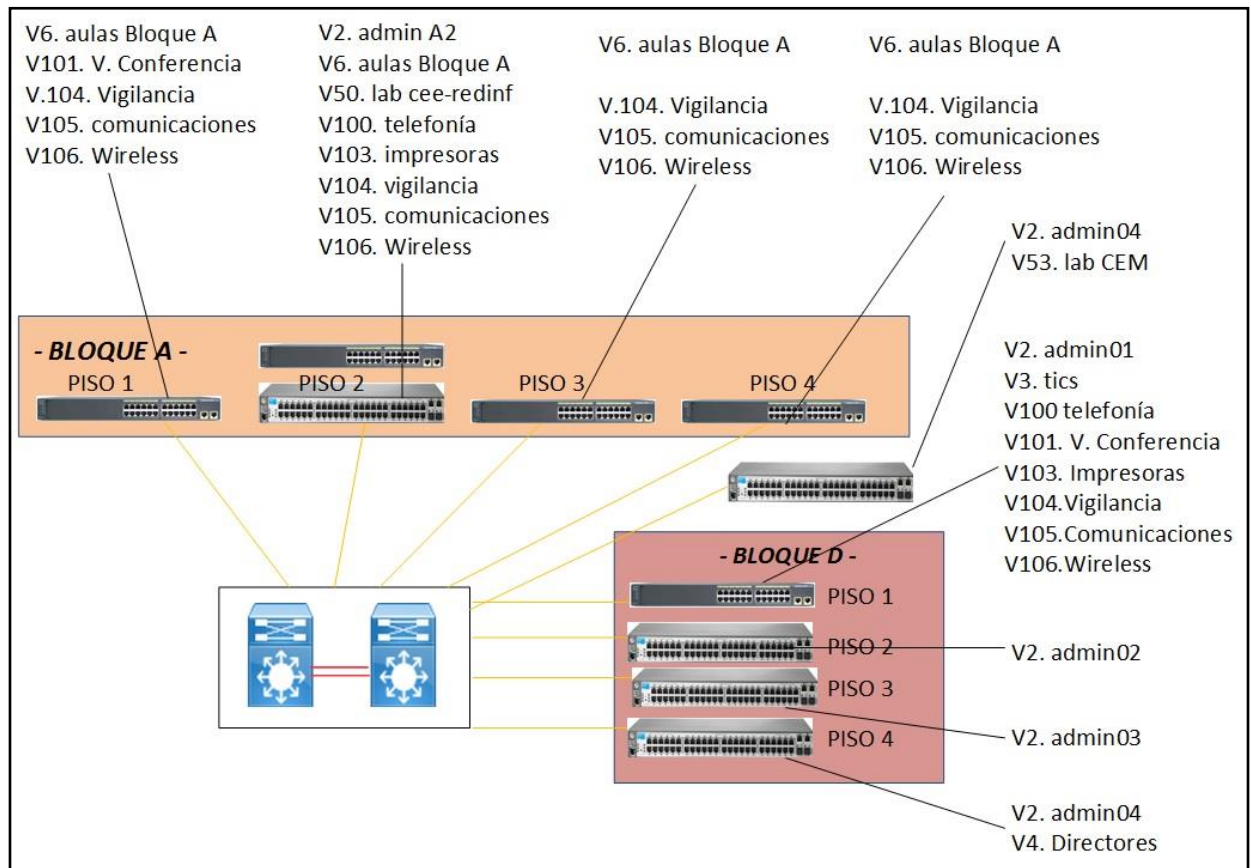 V6. aulas Bloque A
V101. V. Conferencia
V.104. Vigilancia
V105. comunicaciones
V106. Wireless
V2. admin A2
V6. aulas Bloque A
V50. lab cee-redinf
V100. telefonía
V103. impresoras
V104. vigilancia
V105. comunicaciones
V106. Wireless
V6. aulas Bloque A
V.104. Vigilancia
V105. comunicaciones
V106. Wireless
V6. aulas Bloque A
V.104. Vigilancia
V105. comunicaciones
V106. Wireless
V2. admin04
V53. lab CEM
- BLOQUE A -
PISO 1
PISO 2
PISO 3
PISO 4
V2. admin01
V3. tics
V100 telefonía
V101. V. Conferencia
V103. Impresoras
V104.Vigilancia
V105.Comunicaciones
V106.Wireless
- BLOQUE D -
PISO 1
PISO 2
V2. admin02
PISO 3
V2. admin03
PISO 4
V2. admin04
V4. Directores